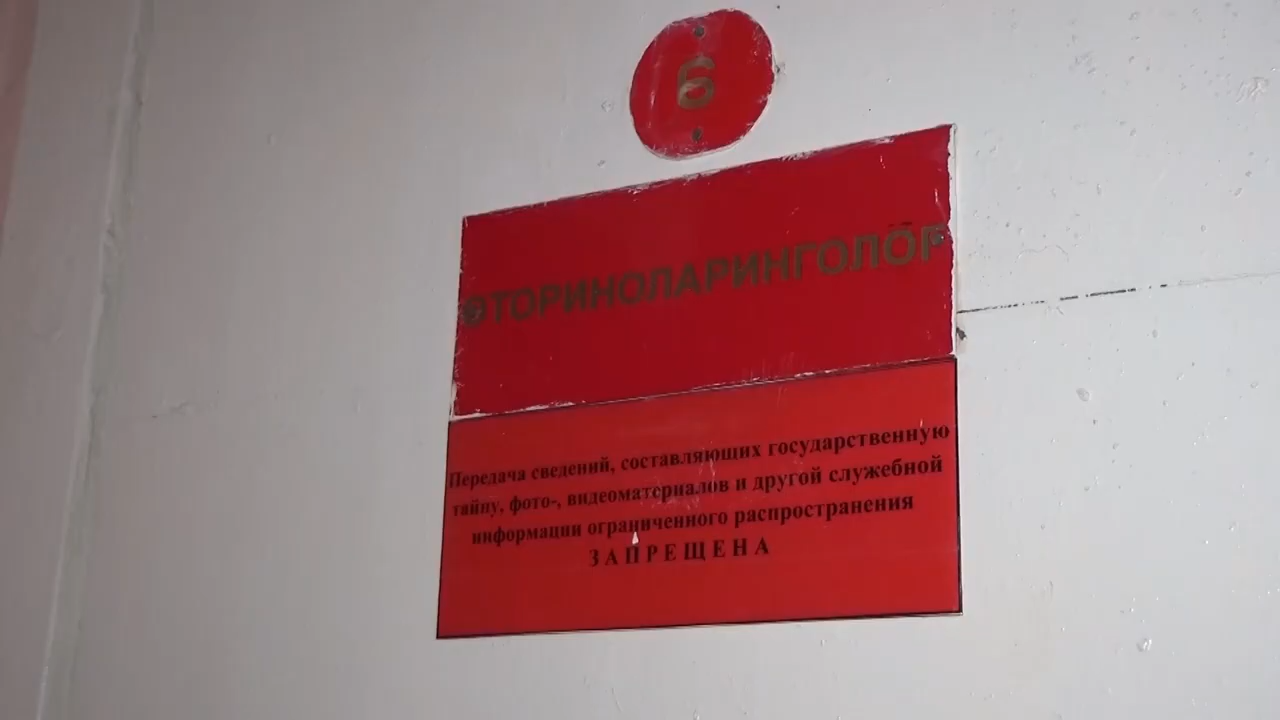 6
ОТОРИНОЛАРИНГОЛОГ
Передача сведений, составляющих государственную
тайну, фото-, видеоматериалов и другой служебной
информации ограниченного распространения
ЗАПРЕЩЕНА